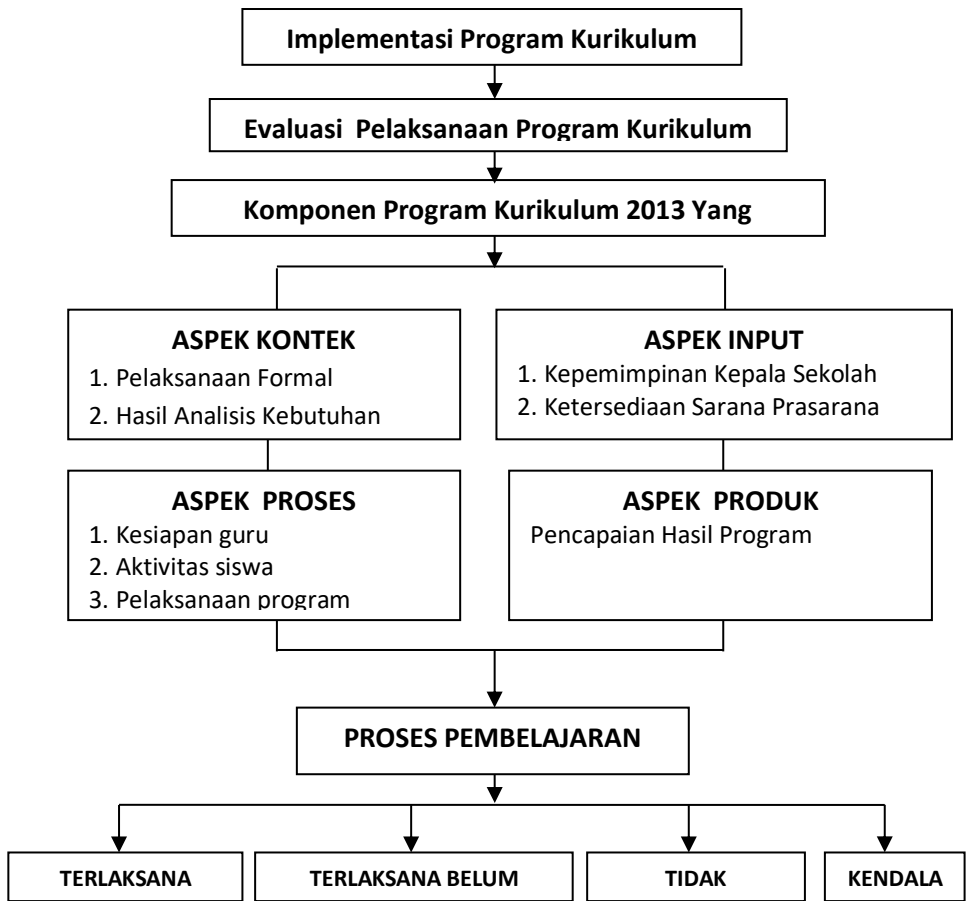 Implementasi Program Kurikulum
Evaluasi Pelaksanaan Program Kurikulum
Komponen Program Kurikulum 2013 Yang
ASPEK KONTEK
1. Pelaksanaan Formal
2. Hasil Analisis Kebutuhan
ASPEK INPUT
1. Kepemimpinan Kepala Sekolah
2. Ketersediaan Sarana Prasarana
ASPEK PROSES
1. Kesiapan guru
2. Aktivitas siswa
3. Pelaksanaan program
ASPEK PRODUK
Pencapaian Hasil Program
PROSES PEMBELAJARAN
TERLAKSANA
TERLAKSANA BELUM
TIDAK
KENDALA